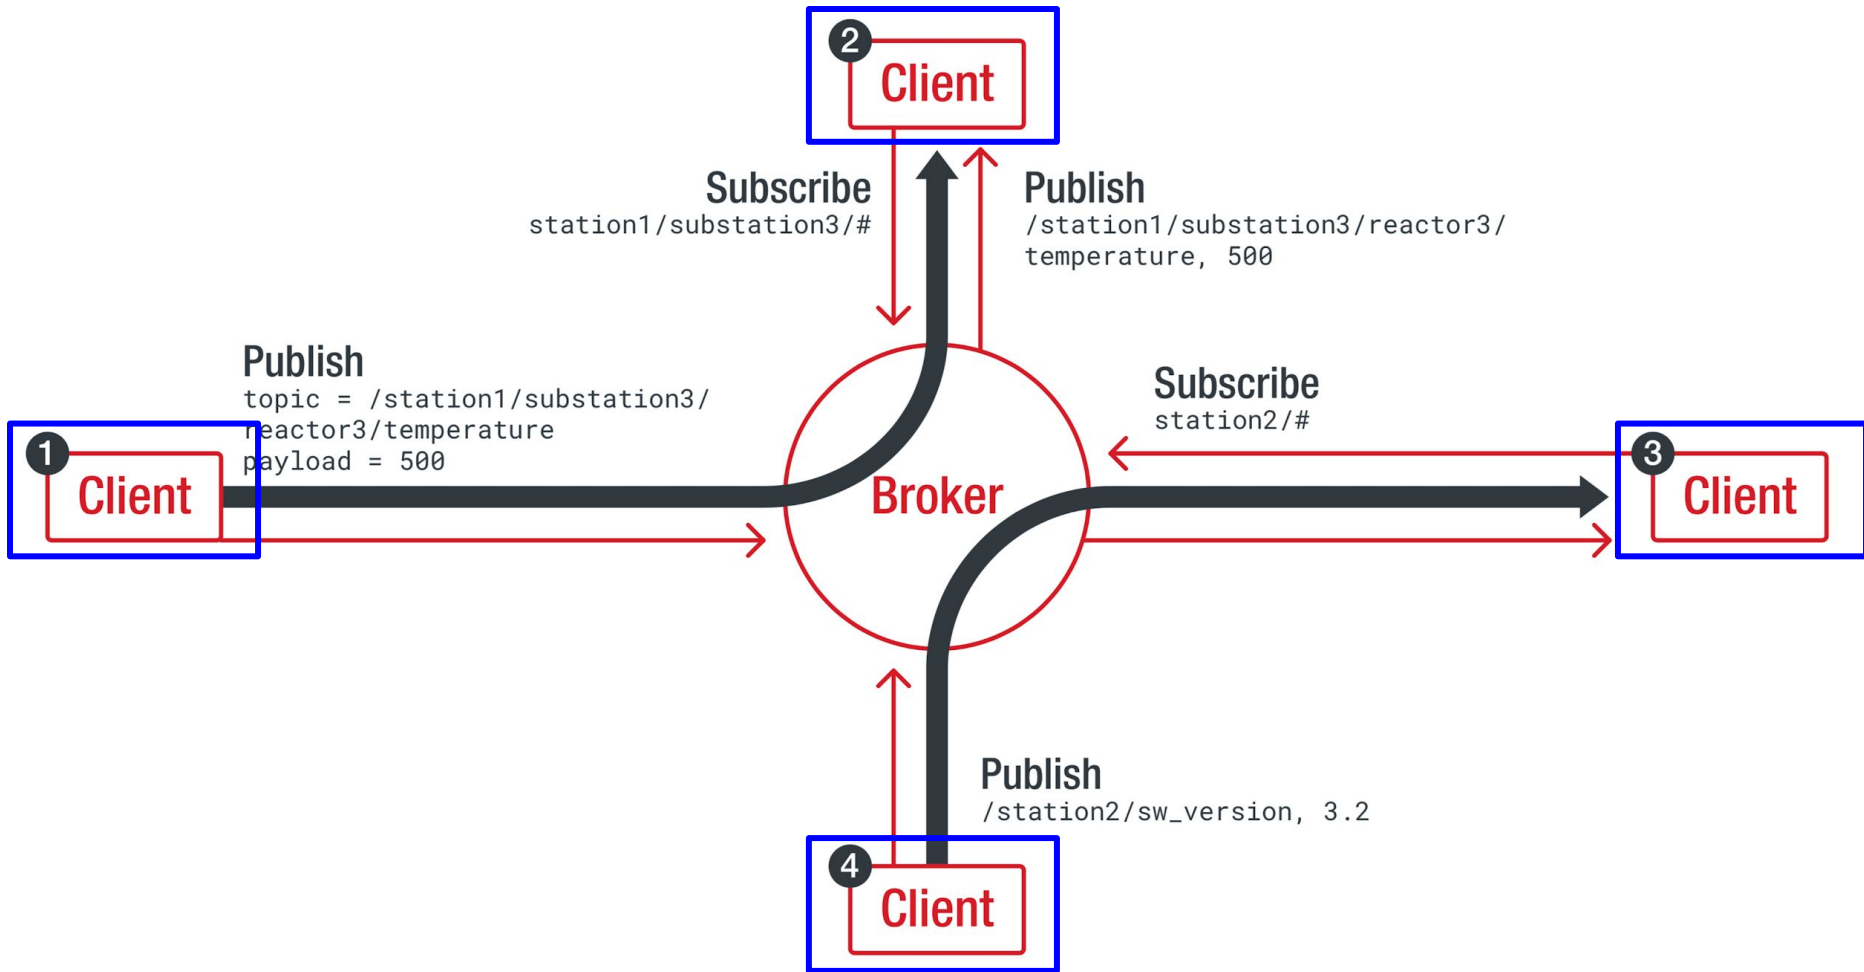 2
Client
Subscribe
station1/substation3/#
Publish
/station1/substation3/reactor3/
temperature, 500
Publish
topic = /station1/substation3/
reactor3/temperature
payload = 500
1
Client
Broker
Subscribe
station2/#
3
Client
Publish
/station2/sw_version, 3.2
4
Client